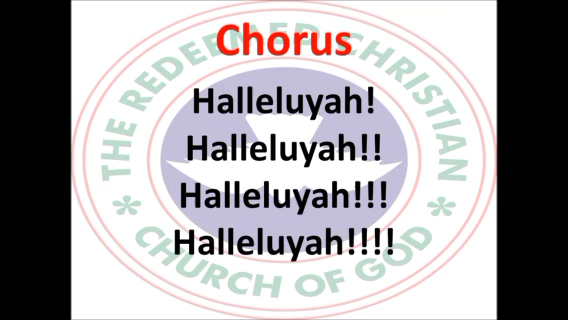 Chorus
Halleluyah!
Halleluyah!!
Halleluyah!!!
Halleluyah!!!!
THE REDEEMED CHRISTIAN
* CHURCH OF GOD *